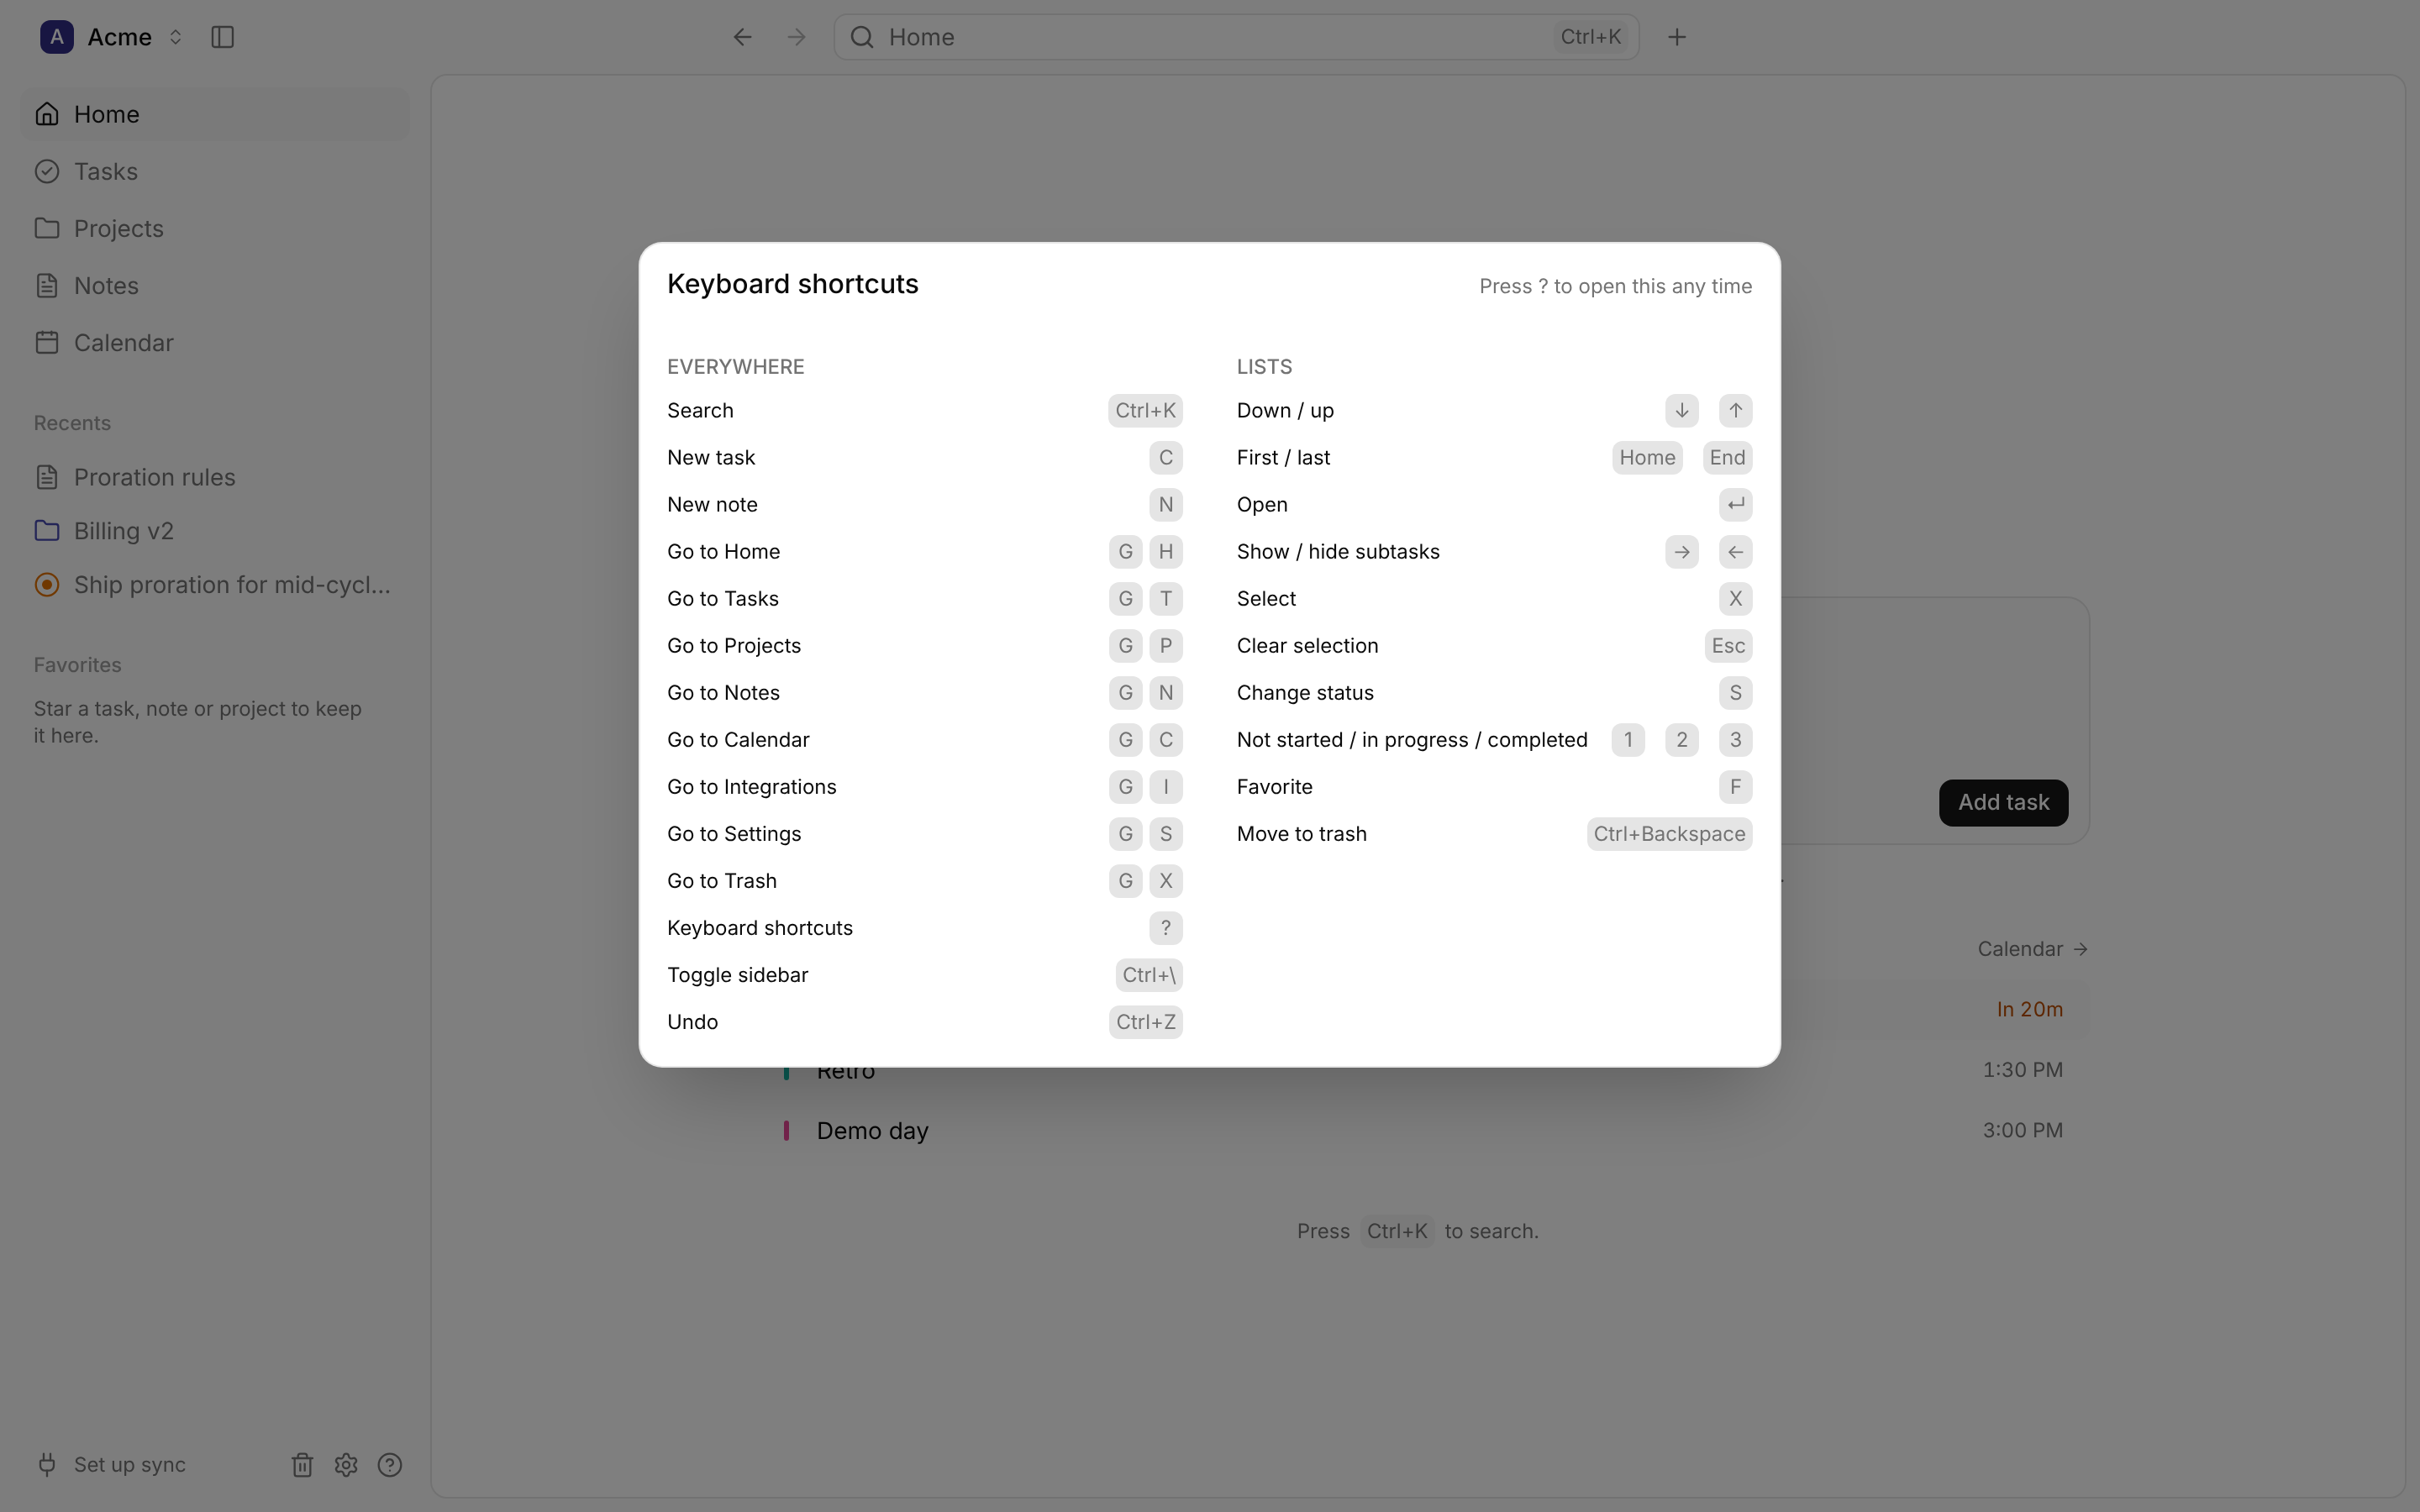 A Acme
Home Ctrl+K
Home
Tasks
Projects
Notes
Calendar
Recents
Proration rules
Billing v2
Ship proration for mid-cycl...
Favorites
Star a task, note or project to keep
it here.
Set up sync
Keyboard shortcuts
Press ? to open this any time
EVERYWHERE
Search Ctrl+K
New task C
New note N
Go to Home G H
Go to Tasks G T
Go to Projects G P
Go to Notes G N
Go to Calendar G C
Go to Integrations G I
Go to Settings G S
Go to Trash G X
Keyboard shortcuts ?
Toggle sidebar Ctrl+\
Undo Ctrl+Z
LISTS
Down / up ↓ ↑
First / last Home End
Open ↵
Show / hide subtasks → ←
Select X
Clear selection Esc
Change status S
Not started / in progress / completed 1 2 3
Favorite F
Move to trash Ctrl+Backspace
Add task
Calendar →
In 20m
Retro 1:30 PM
Demo day 3:00 PM
Press Ctrl+K to search.